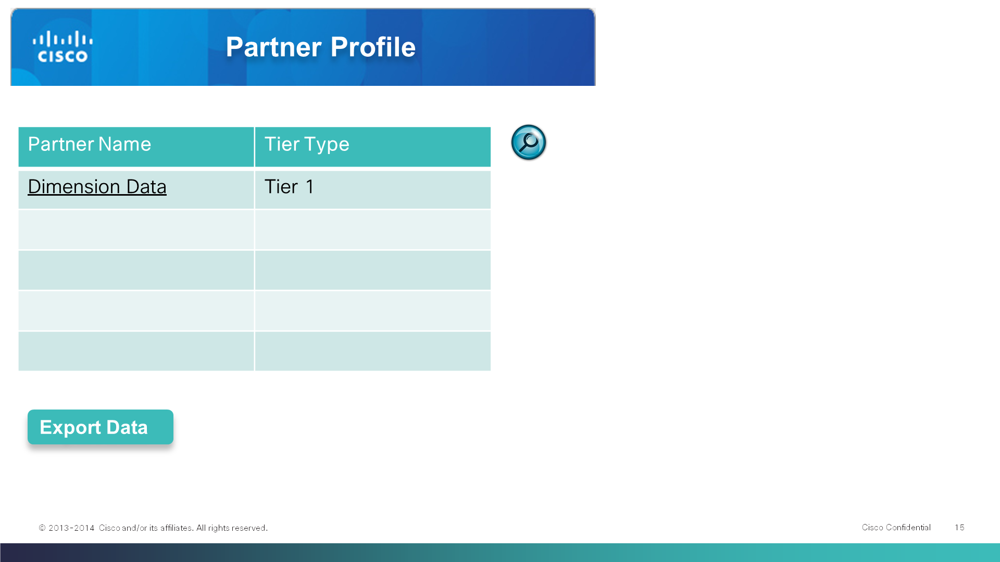 CISCO
Partner Profile
Partner Name Tier Type
Dimension Data Tier 1
Export Data
© 2013-2014 Cisco and/or its affiliates. All rights reserved. Cisco Confidential 15